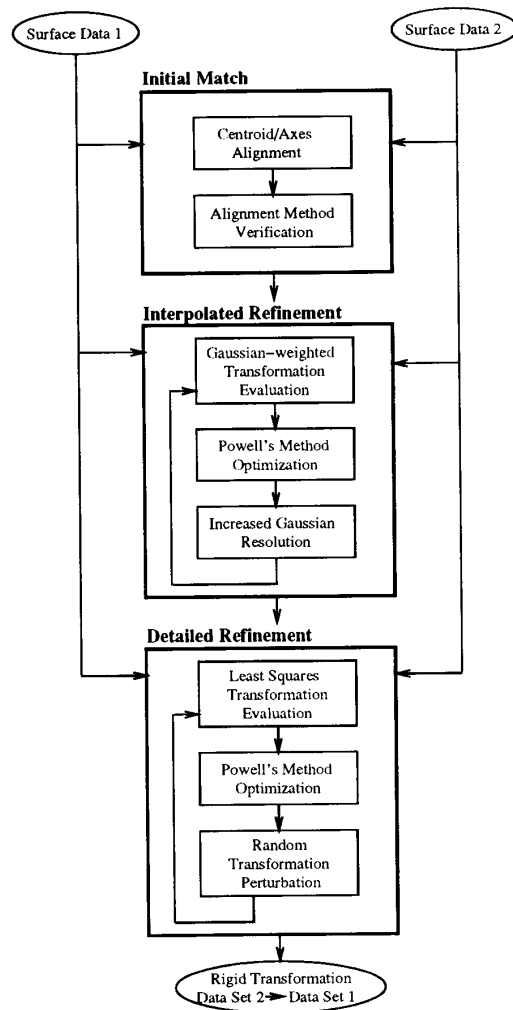 Surface Data 1
Surface Data 2
Initial Match
Centroid/Axes
Alignment
Alignment Method
Verification
Interpolated Refinement
Gaussian-weighted
Transformation
Evaluation
Powell's Method
Optimization
Increased Gaussian
Resolution
Detailed Refinement
Least Squares
Transformation
Evaluation
Powell's Method
Optimization
Random
Transformation
Perturbation
Rigid Transformation
Data Set 2 → Data Set 1